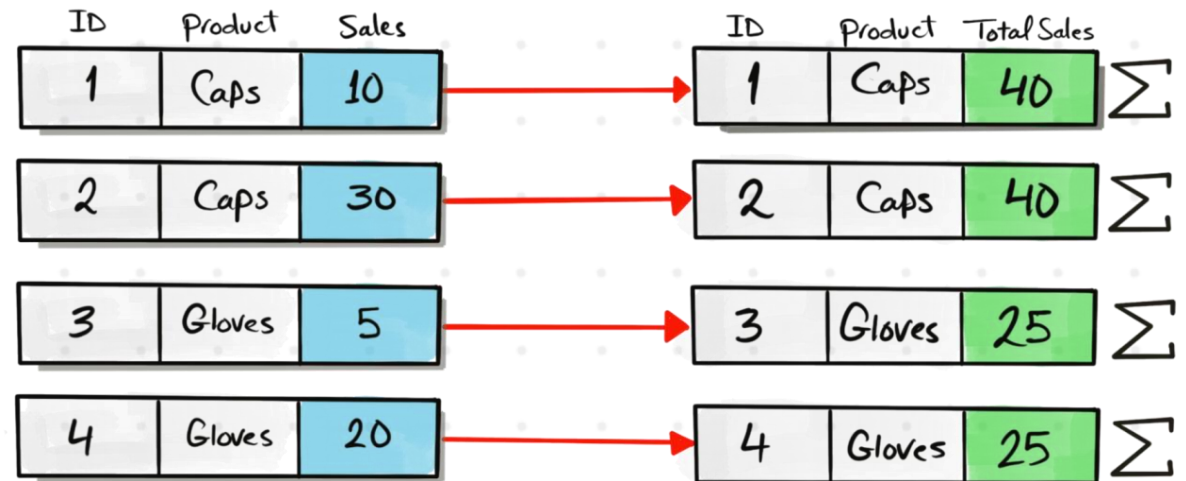 ID Product Sales ID Product Total Sales
1 Caps 10 1 Caps 40 Σ
2 Caps 30 2 Caps 40 Σ
3 Gloves 5 3 Gloves 25 Σ
4 Gloves 20 4 Gloves 25 Σ